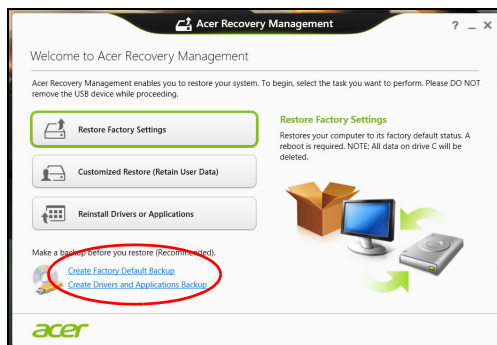 Acer Recovery Management
? _ X
Welcome to Acer Recovery Management
Acer Recovery Management enables you to restore your system. To begin, select the task you want to perform. Please DO NOT
remove the USB device while proceeding.
Restore Factory Settings
Customized Restore (Retain User Data)
Reinstall Drivers or Applications
Restore Factory Settings
Restores your computer to its factory default status. A
reboot is required. NOTE: All data on drive C will be
deleted.
Make a backup before you restore (Recommended).
Create Factory Default Backup
Create Drivers and Applications Backup
acer